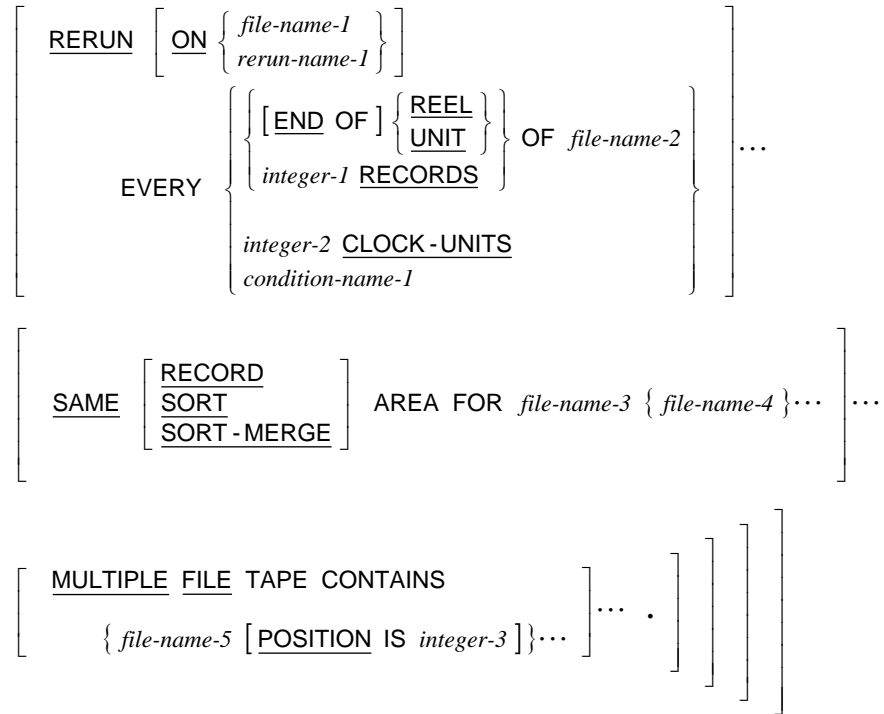 RERUN [ ON { file-name-1
rerun-name-1 } ]
EVERY { { [ END OF ] { REEL
UNIT } OF file-name-2
integer-1 RECORDS }
integer-2 CLOCK-UNITS
condition-name-1 } ] ...
[ SAME [ RECORD
SORT
SORT-MERGE ] AREA FOR file-name-3 { file-name-4 } ... ] ...
[ MULTIPLE FILE TAPE CONTAINS
{ file-name-5 [ POSITION IS integer-3 ] } ... ] ... . ] ] ] ]